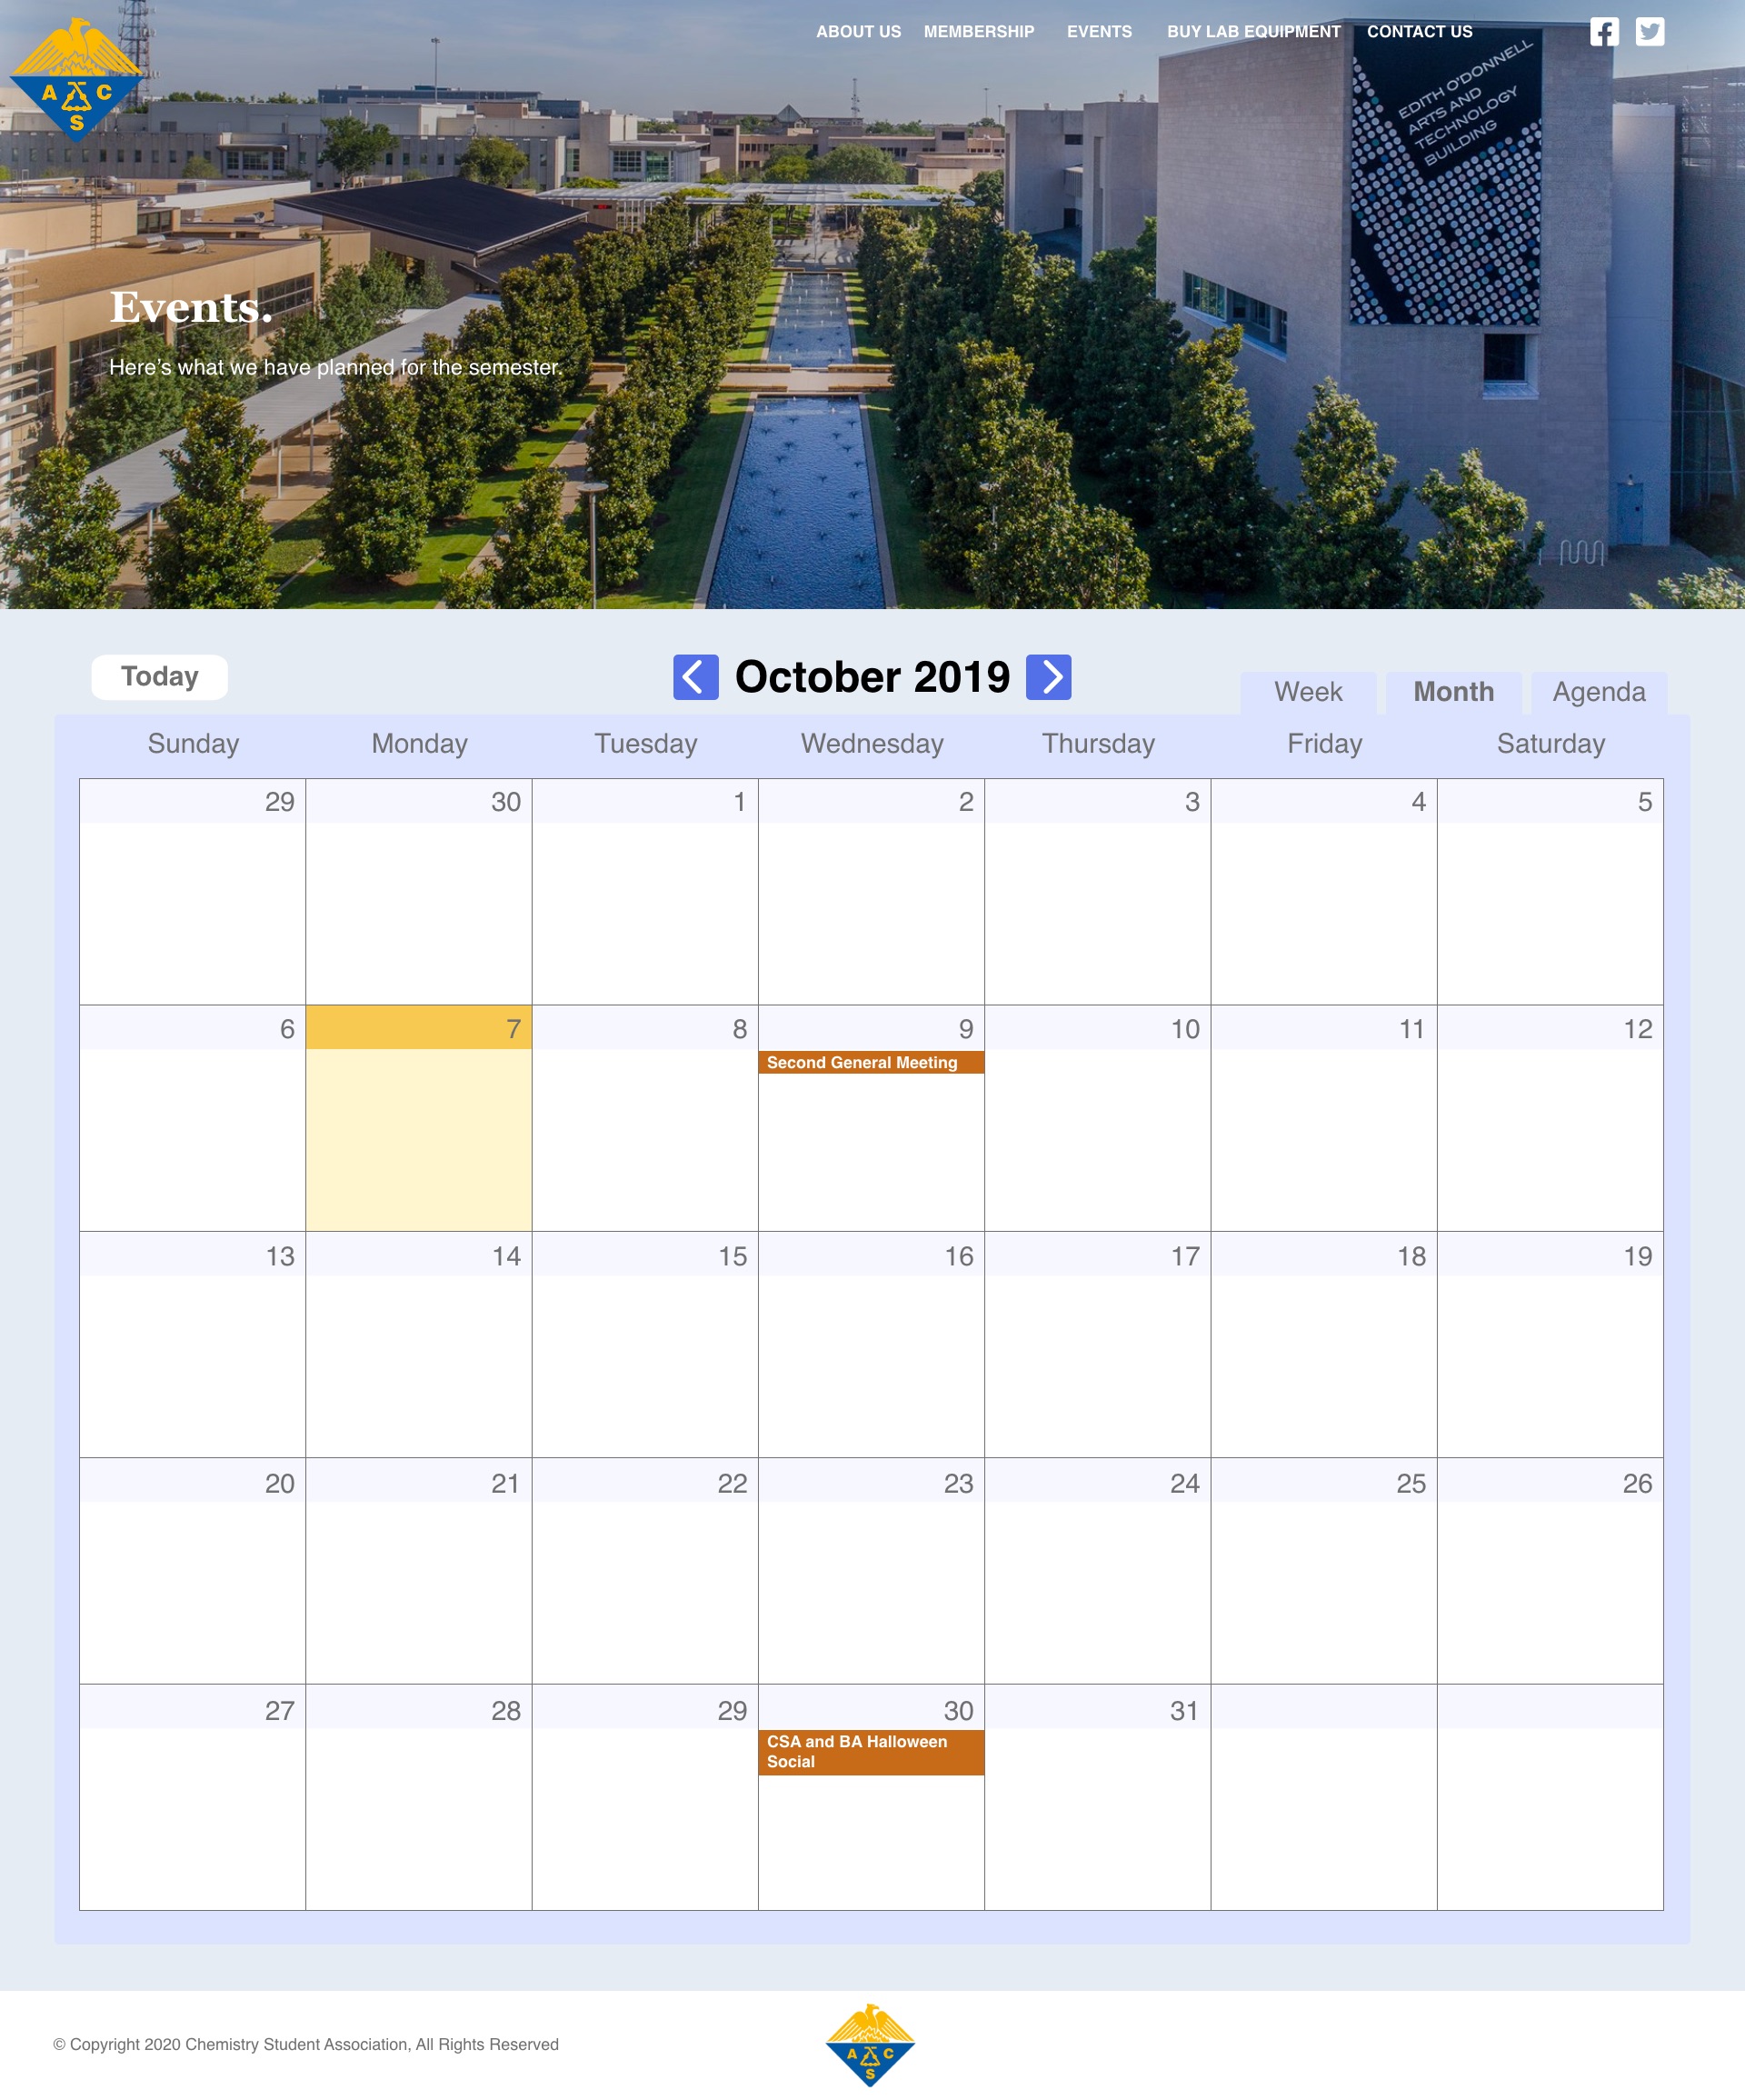 ABOUT US MEMBERSHIP EVENTS BUY LAB EQUIPMENT CONTACT US
A C
S
EDITH O'DONNELL
ARTS AND
TECHNOLOGY
BUILDING
Events.
Here's what we have planned for the semester.
Today
October 2019
Week Month Agenda
Sunday Monday Tuesday Wednesday Thursday Friday Saturday
29 30 1 2 3 4 5
6 7 8 9 10 11 12
Second General Meeting
13 14 15 16 17 18 19
20 21 22 23 24 25 26
27 28 29 30 31
CSA and BA Halloween
Social
© Copyright 2020 Chemistry Student Association, All Rights Reserved
A C
S